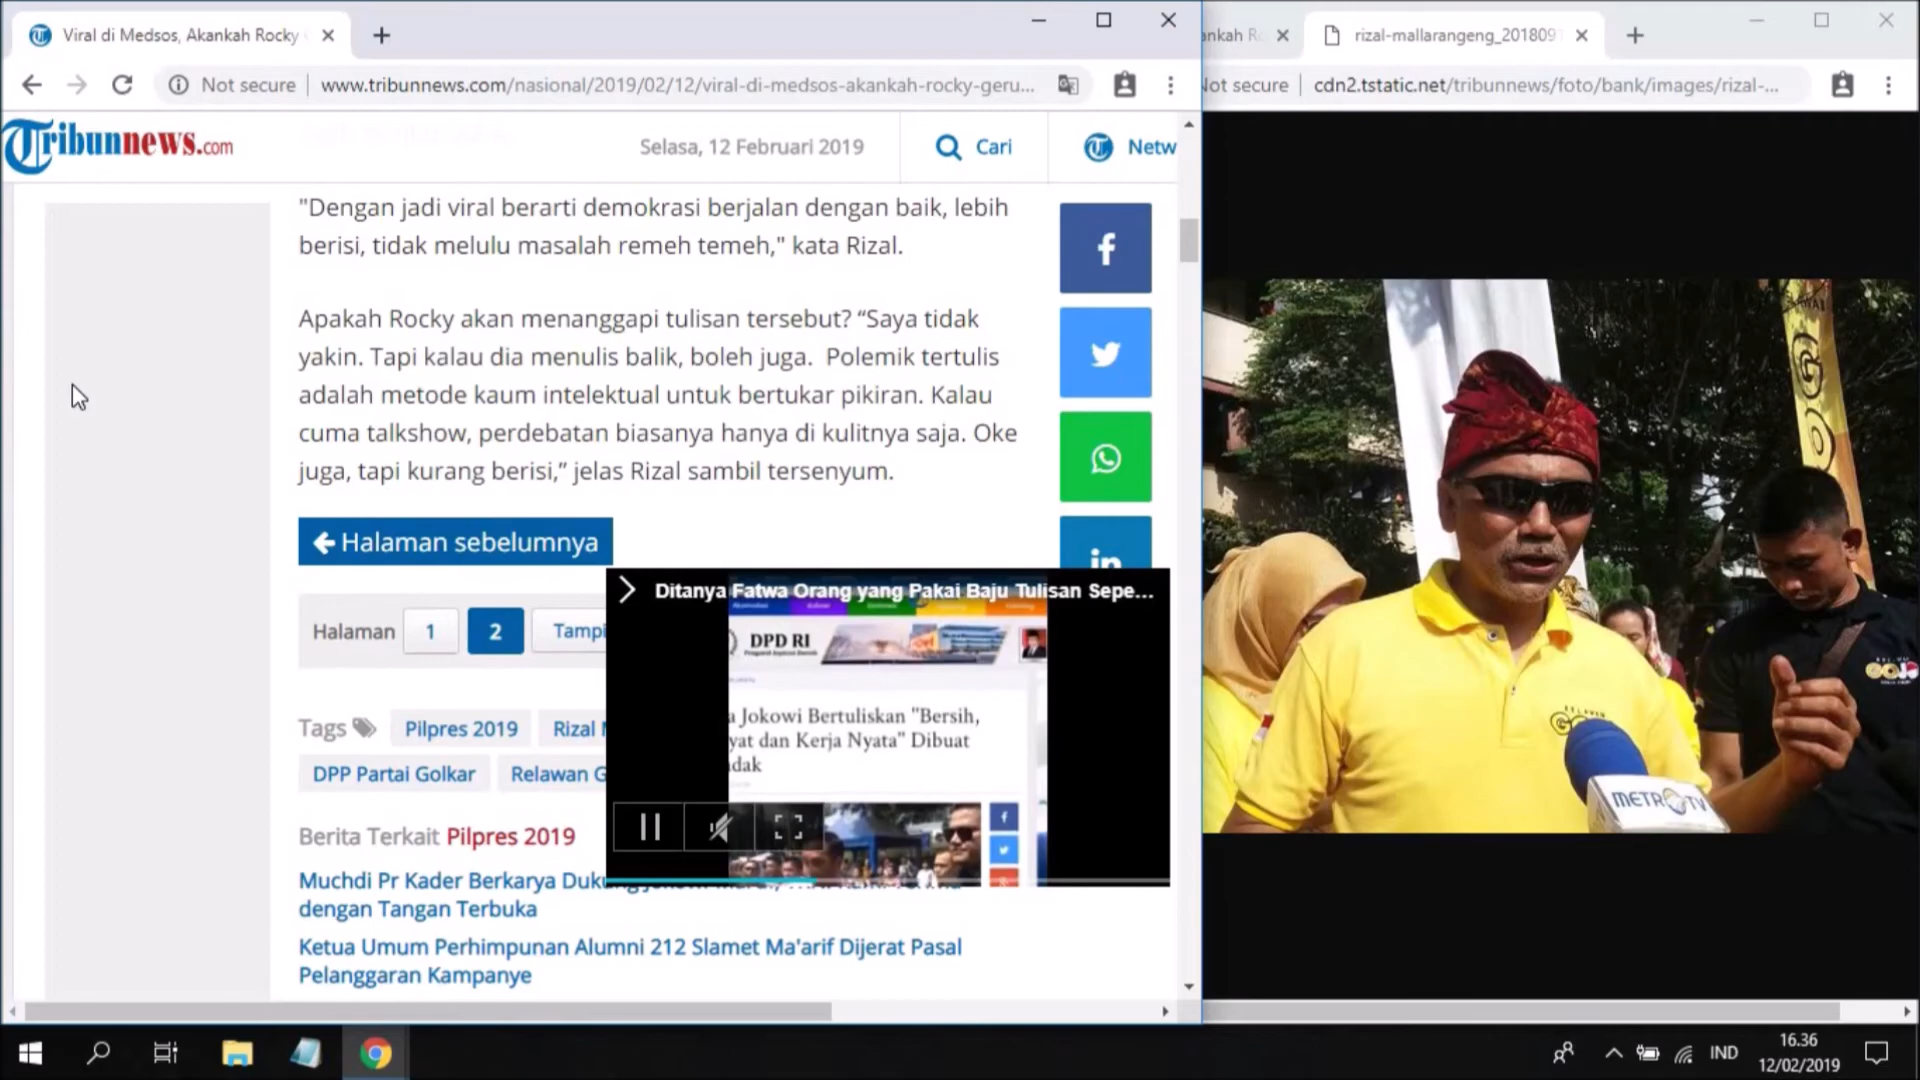 Viral di Medsos, Akankah Rocky
ankah R
rizal-mallarangeng_2018091
Not secure
www.tribunnews.com/nasional/2019/02/12/viral-di-medsos-akankah-rocky-geru...
Not secure
cdn2.tstatic.net/tribunnews/foto/bank/images/rizal-...
Tribunnews.com
Selasa, 12 Februari 2019
Cari
Netw
"Dengan jadi viral berarti demokrasi berjalan dengan baik, lebih
berisi, tidak melulu masalah remeh temeh," kata Rizal.
Apakah Rocky akan menanggapi tulisan tersebut? “Saya tidak
yakin. Tapi kalau dia menulis balik, boleh juga.  Polemik tertulis
adalah metode kaum intelektual untuk bertukar pikiran. Kalau
cuma talkshow, perdebatan biasanya hanya di kulitnya saja. Oke
juga, tapi kurang berisi,” jelas Rizal sambil tersenyum.
Halaman sebelumnya
Halaman 1 2 Tampi
Tags Pilpres 2019 Rizal
DPP Partai Golkar Relawan G
Berita Terkait Pilpres 2019
Muchdi Pr Kader Berkarya Dukung
dengan Tangan Terbuka
Ketua Umum Perhimpunan Alumni 212 Slamet Ma'arif Dijerat Pasal
Pelanggaran Kampanye
Ditanya Fatwa Orang yang Pakai Baju Tulisan Sepe...
DPD RI
a Jokowi Bertuliskan "Bersih,
yat dan Kerja Nyata" Dibuat
dak
METRO TV
IND
16.36
12/02/2019